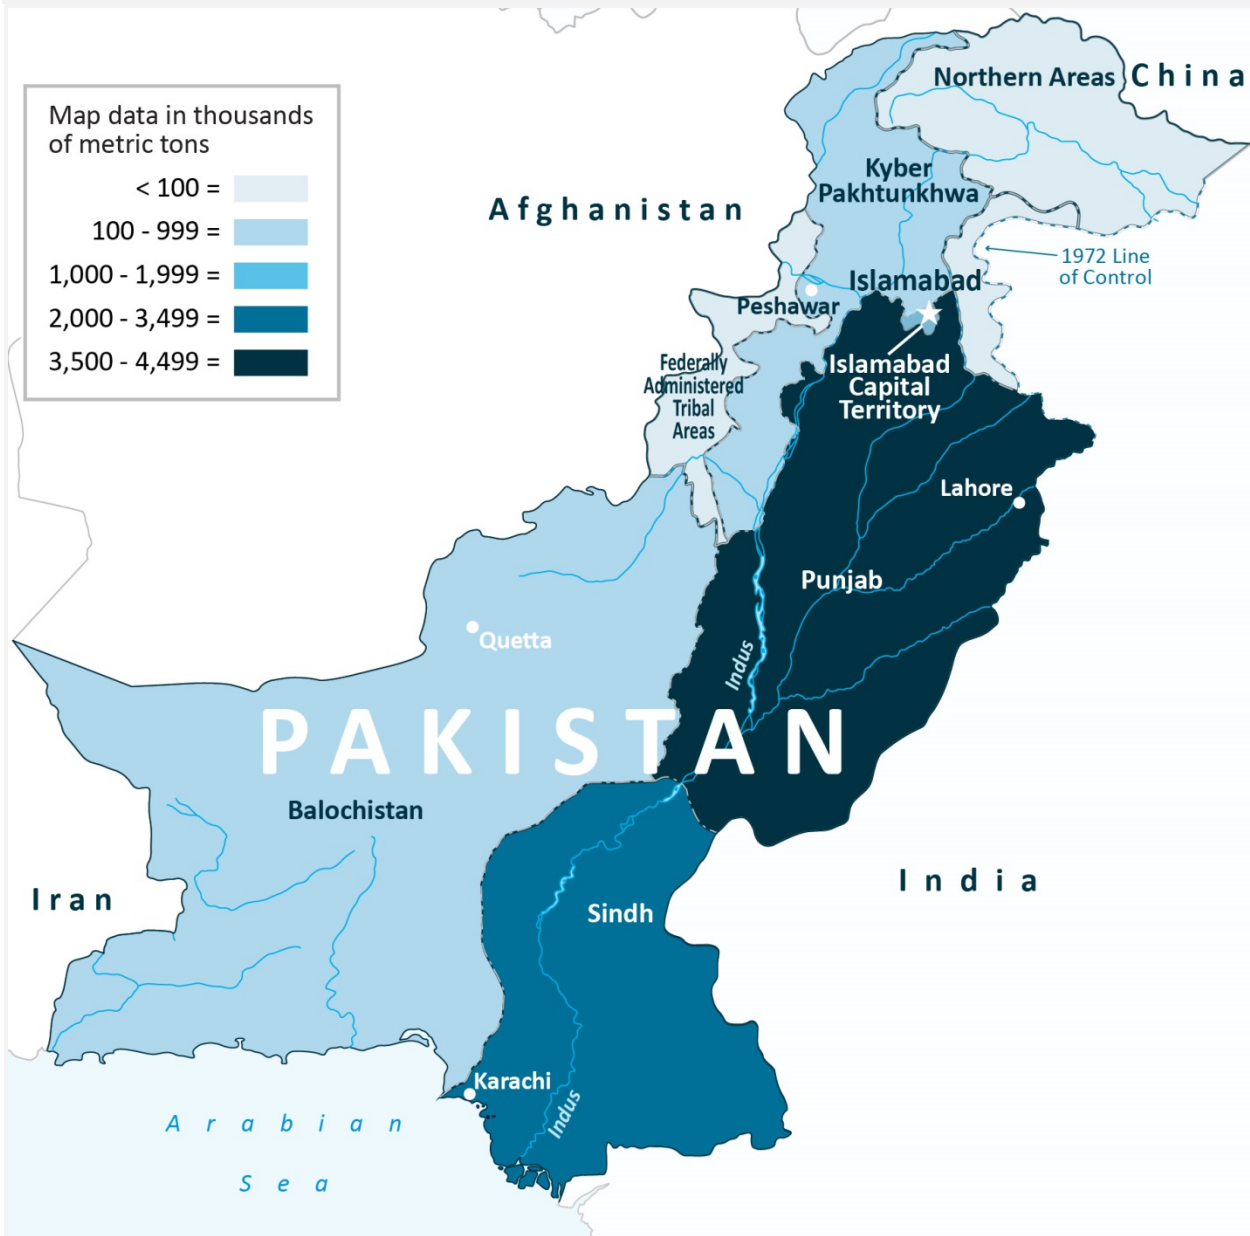 Map data in thousands
of metric tons
< 100 =
100 - 999 =
1,000 - 1,999 =
2,000 - 3,499 =
3,500 - 4,499 =
Northern Areas
China
Kyber
Pakhtunkhwa
Afghanistan
1972 Line
of Control
Islamabad
Peshawar
Islamabad
Capital
Territory
Federally
Administered
Tribal
Areas
Lahore
Punjab
Quetta
Indus
PAKISTAN
Balochistan
Iran
India
Sindh
Karachi
Indus
Arabian
Sea